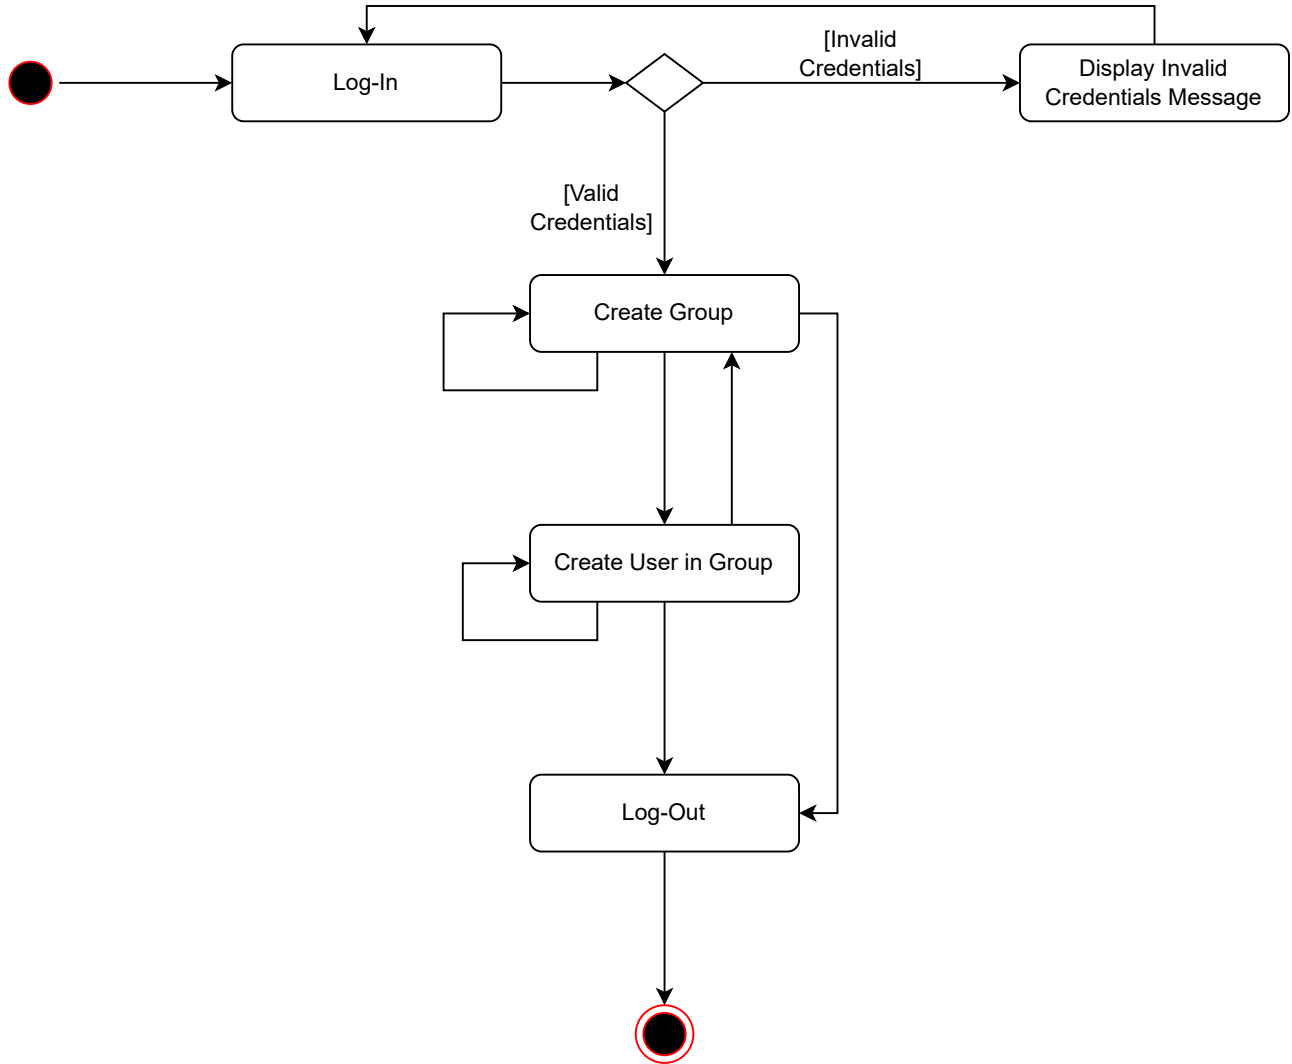 Log-In
[Invalid
Credentials]
Display Invalid
Credentials Message
[Valid
Credentials]
Create Group
Create User in Group
Log-Out